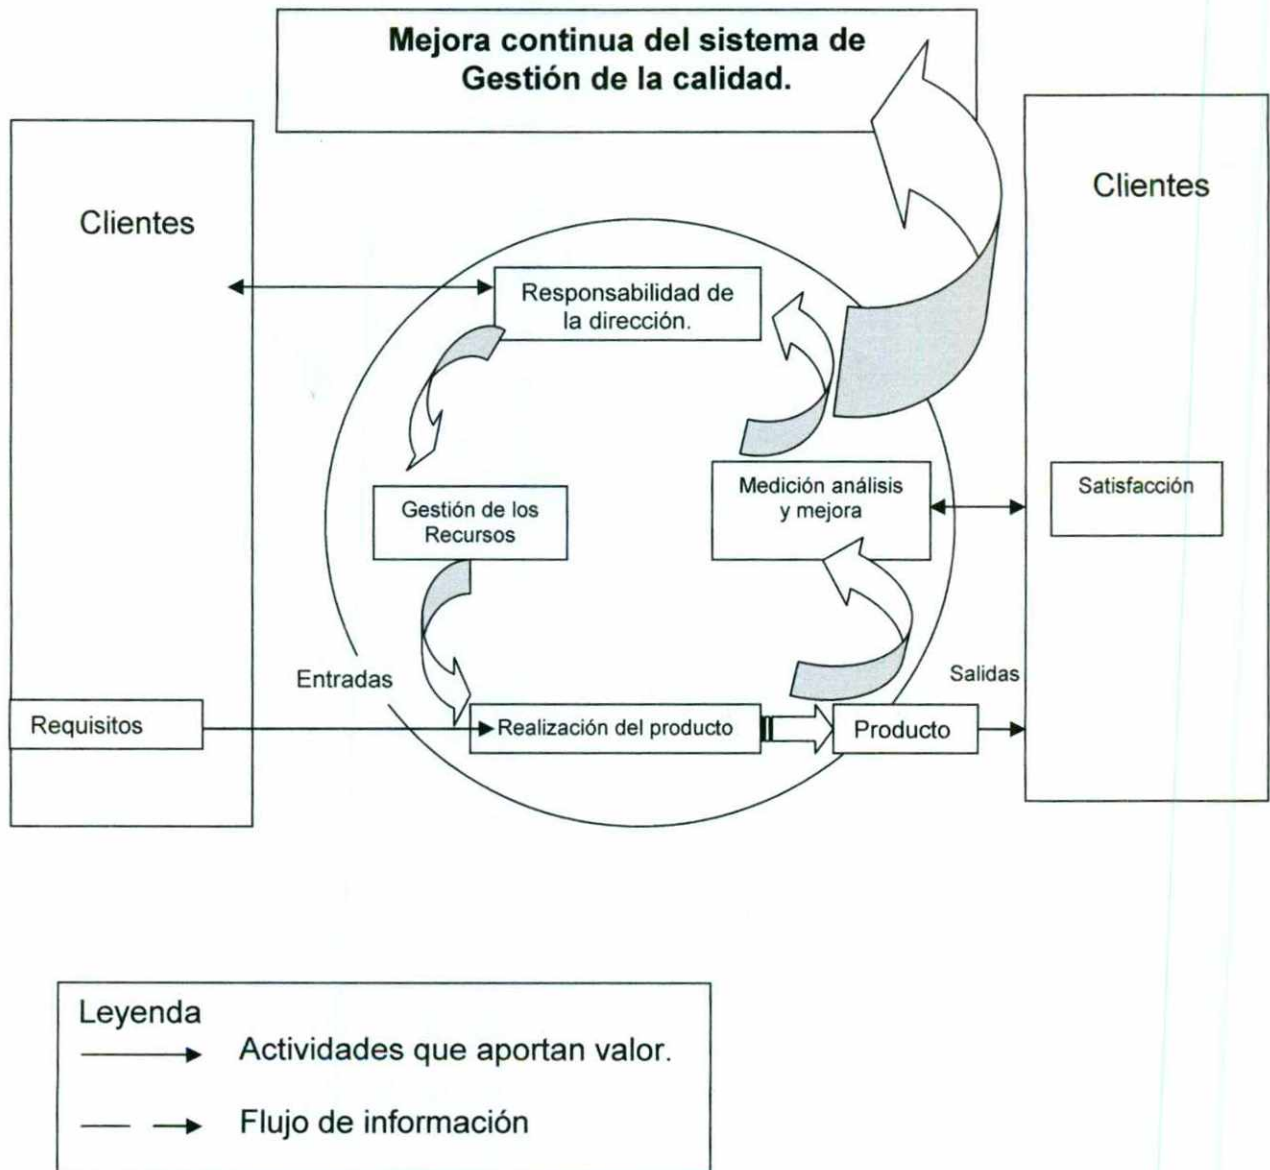 Mejora continua del sistema de
Gestión de la calidad.
Clientes
Clientes
Responsabilidad de
la dirección.
Gestión de los
Recursos
Medición análisis
y mejora
Satisfacción
Entradas
Salidas
Requisitos
Realización del producto
Producto
Leyenda
Actividades que aportan valor.
Flujo de información